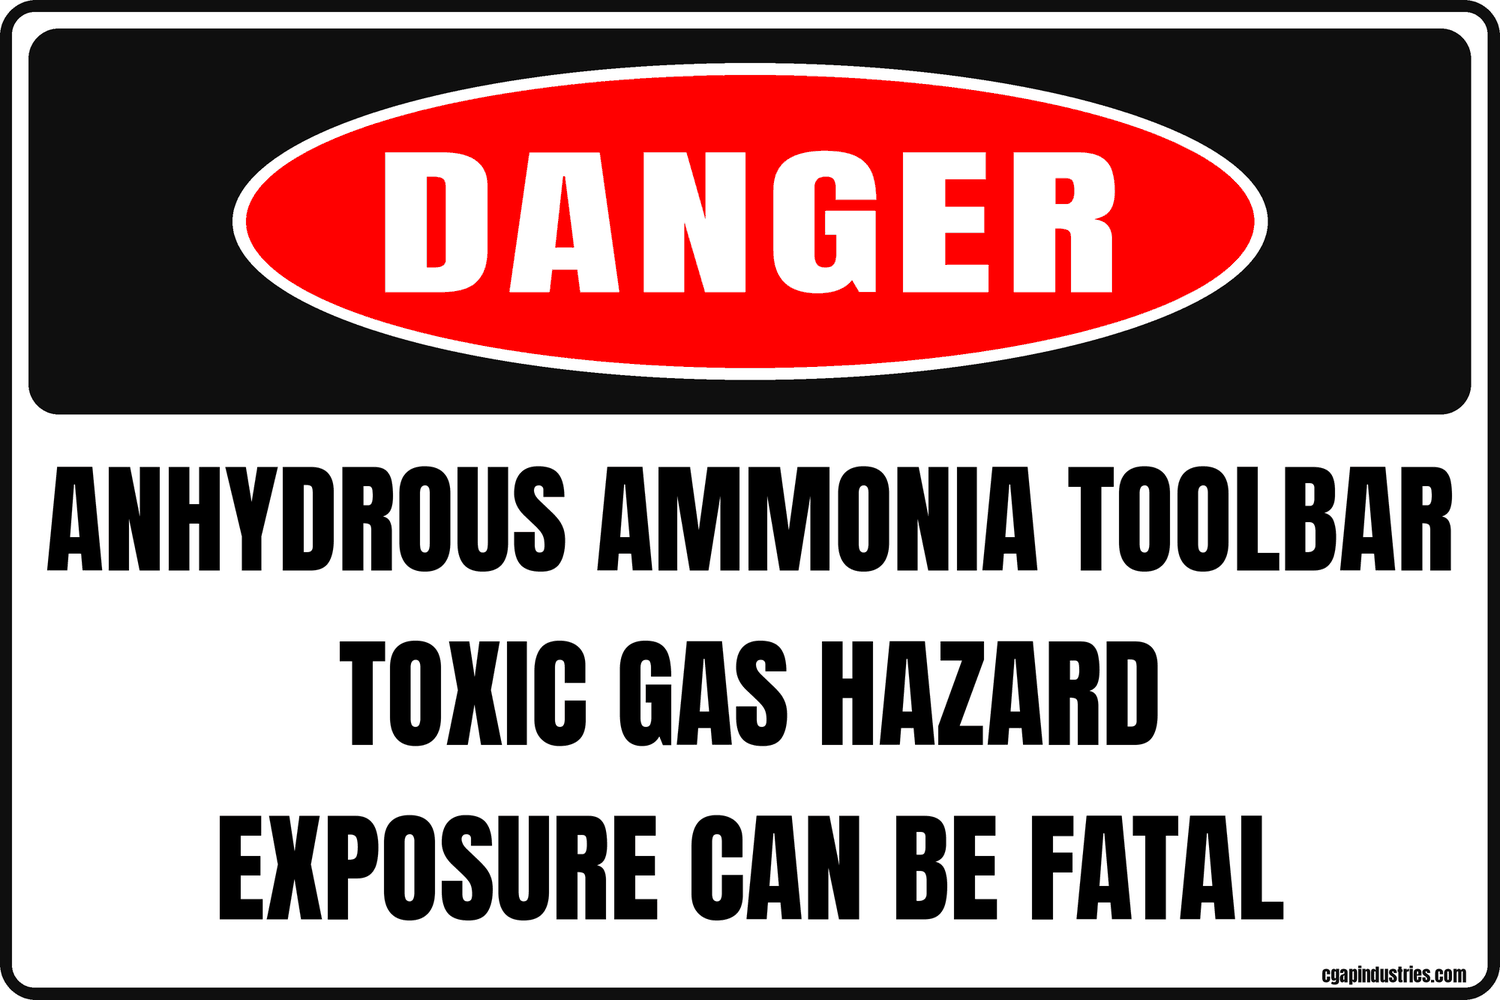 DANGER
ANHYDROUS AMMONIA TOOLBAR
TOXIC GAS HAZARD
EXPOSURE CAN BE FATAL
cgapindustries.com